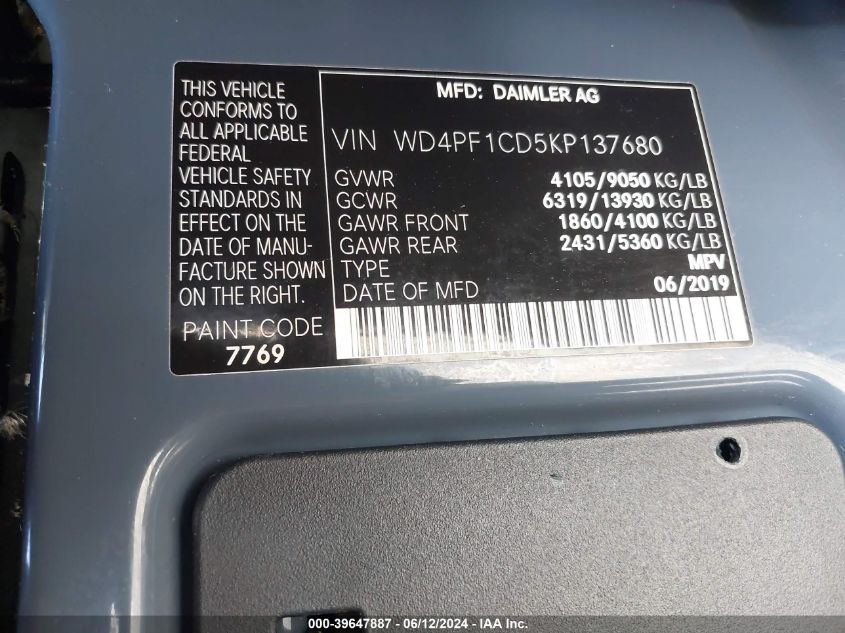 THIS VEHICLE
CONFORMS TO
ALL APPLICABLE
FEDERAL
VEHICLE SAFETY
STANDARDS IN
EFFECT ON THE
DATE OF MANU-
FACTURE SHOWN
ON THE RIGHT.
PAINT CODE
7769
MFD: DAIMLER AG
VIN WD4PF1CD5KP137680
GVWR 4105/9050 KG/LB
GCWR 6319/13930 KG/LB
GAWR FRONT 1860/4100 KG/LB
GAWR REAR 2431/5360 KG/LB
TYPE MPV
DATE OF MFD 06/2019
000-39647887 - 06/12/2024 - IAA Inc.